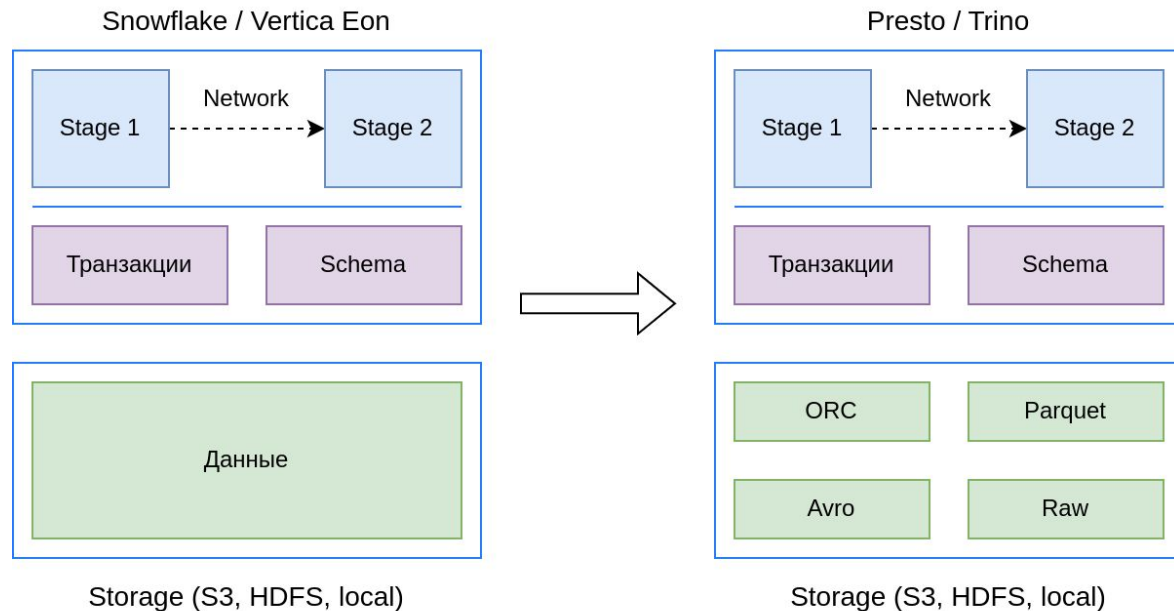 Snowflake / Vertica Eon
Stage 1
Network
Stage 2
Транзакции
Schema
Данные
Storage (S3, HDFS, local)
Presto / Trino
Stage 1
Network
Stage 2
Транзакции
Schema
ORC
Parquet
Avro
Raw
Storage (S3, HDFS, local)